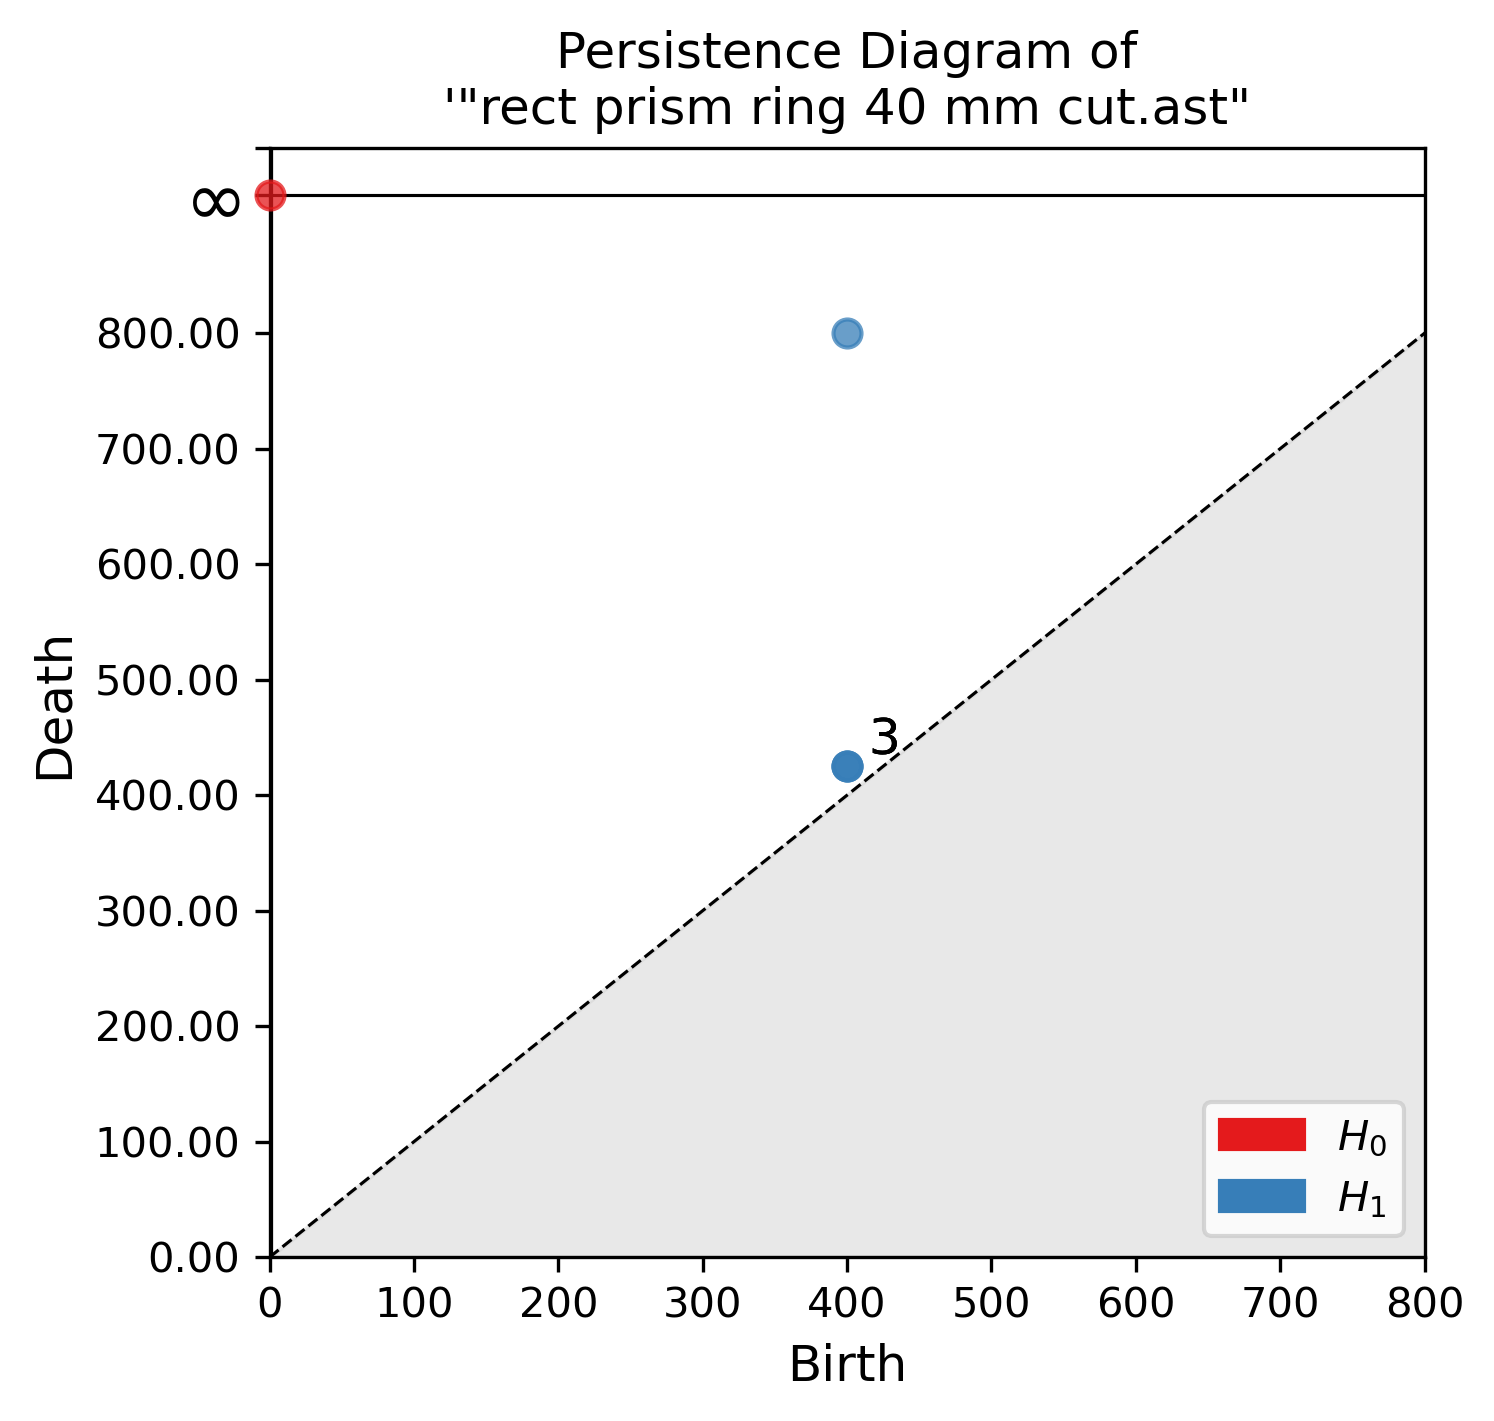 Persistence Diagram of
'"rect prism ring 40 mm cut.ast"
∞
800.00
700.00
600.00
500.00
400.00
300.00
200.00
100.00
0.00
Death
3
H₀
H₁
0 100 200 300 400 500 600 700 800
Birth